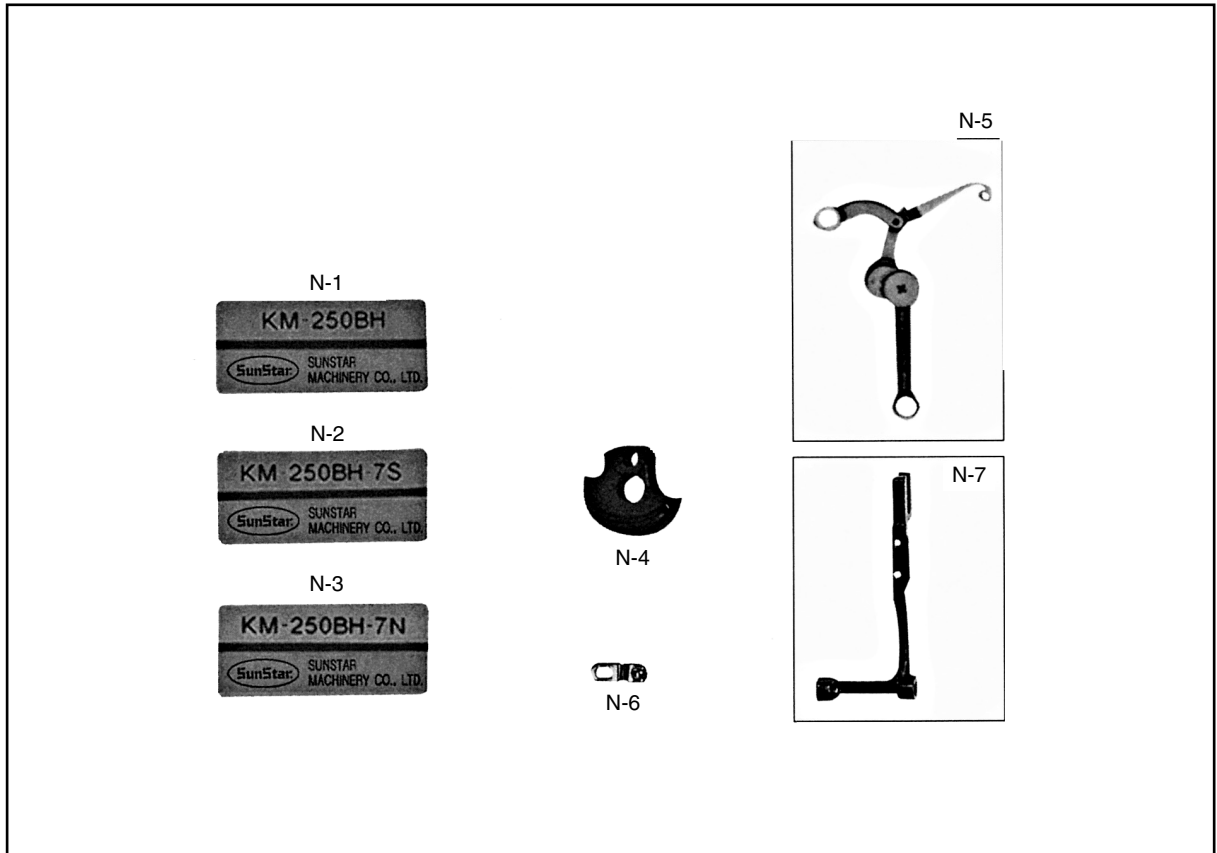 N-1
KM-250BH
SunStar
SUNSTAR
MACHINERY CO., LTD.
N-2
KM-250BH-7S
SunStar
SUNSTAR
MACHINERY CO., LTD.
N-3
KM-250BH-7N
SunStar
SUNSTAR
MACHINERY CO., LTD.
N-4
N-6
N-5
N-7